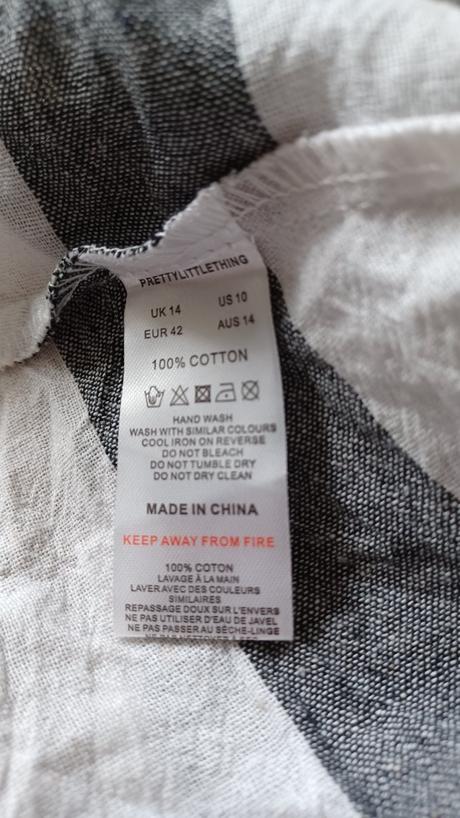 PRETTYLITTLETHING
UK 14 US 10
EUR 42 AUS 14
100% COTTON
HAND WASH
WASH WITH SIMILAR COLOURS
COOL IRON ON REVERSE
DO NOT BLEACH
DO NOT TUMBLE DRY
DO NOT DRY CLEAN
MADE IN CHINA
KEEP AWAY FROM FIRE
100% COTON
LAVAGE À LA MAIN
LAVER AVEC DES COULEURS
SIMILAIRES
REPASSAGE DOUX SUR L'ENVERS
NE PAS UTILISER D'EAU DE JAVEL
NE PAS PASSER AU SÈCHE-LINGE